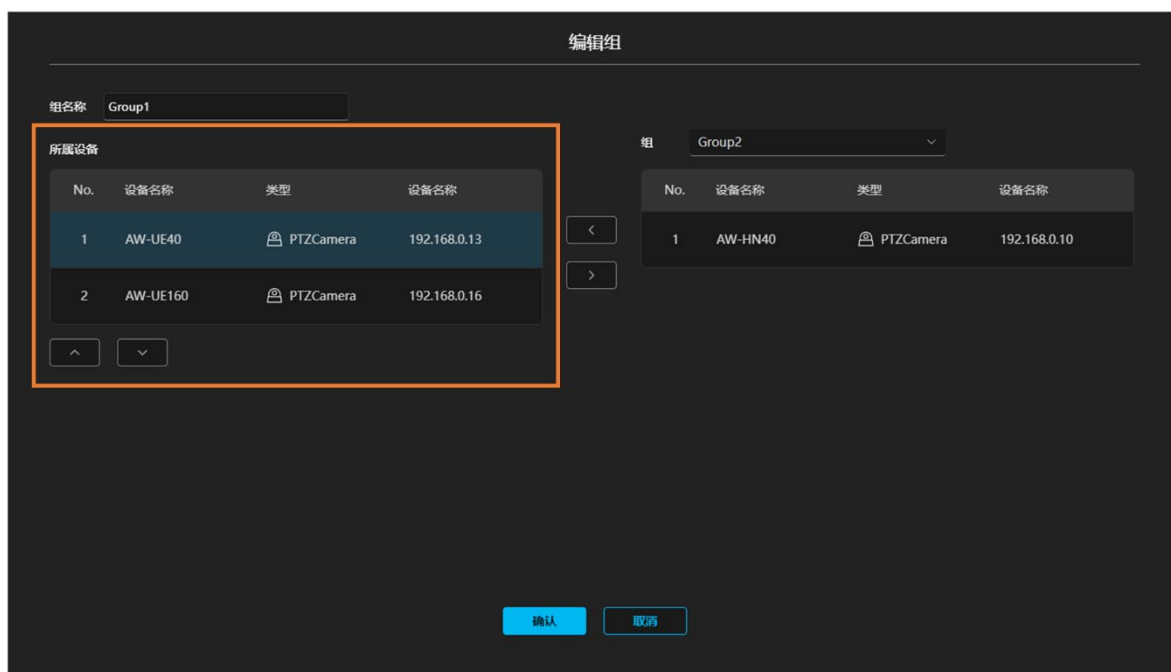 编辑组
组名称 Group1
所属设备
No. 设备名称 类型 设备名称
1 AW-UE40 PTZCamera 192.168.0.13
2 AW-UE160 PTZCamera 192.168.0.16
组 Group2
No. 设备名称 类型 设备名称
1 AW-HN40 PTZCamera 192.168.0.10
确认 取消